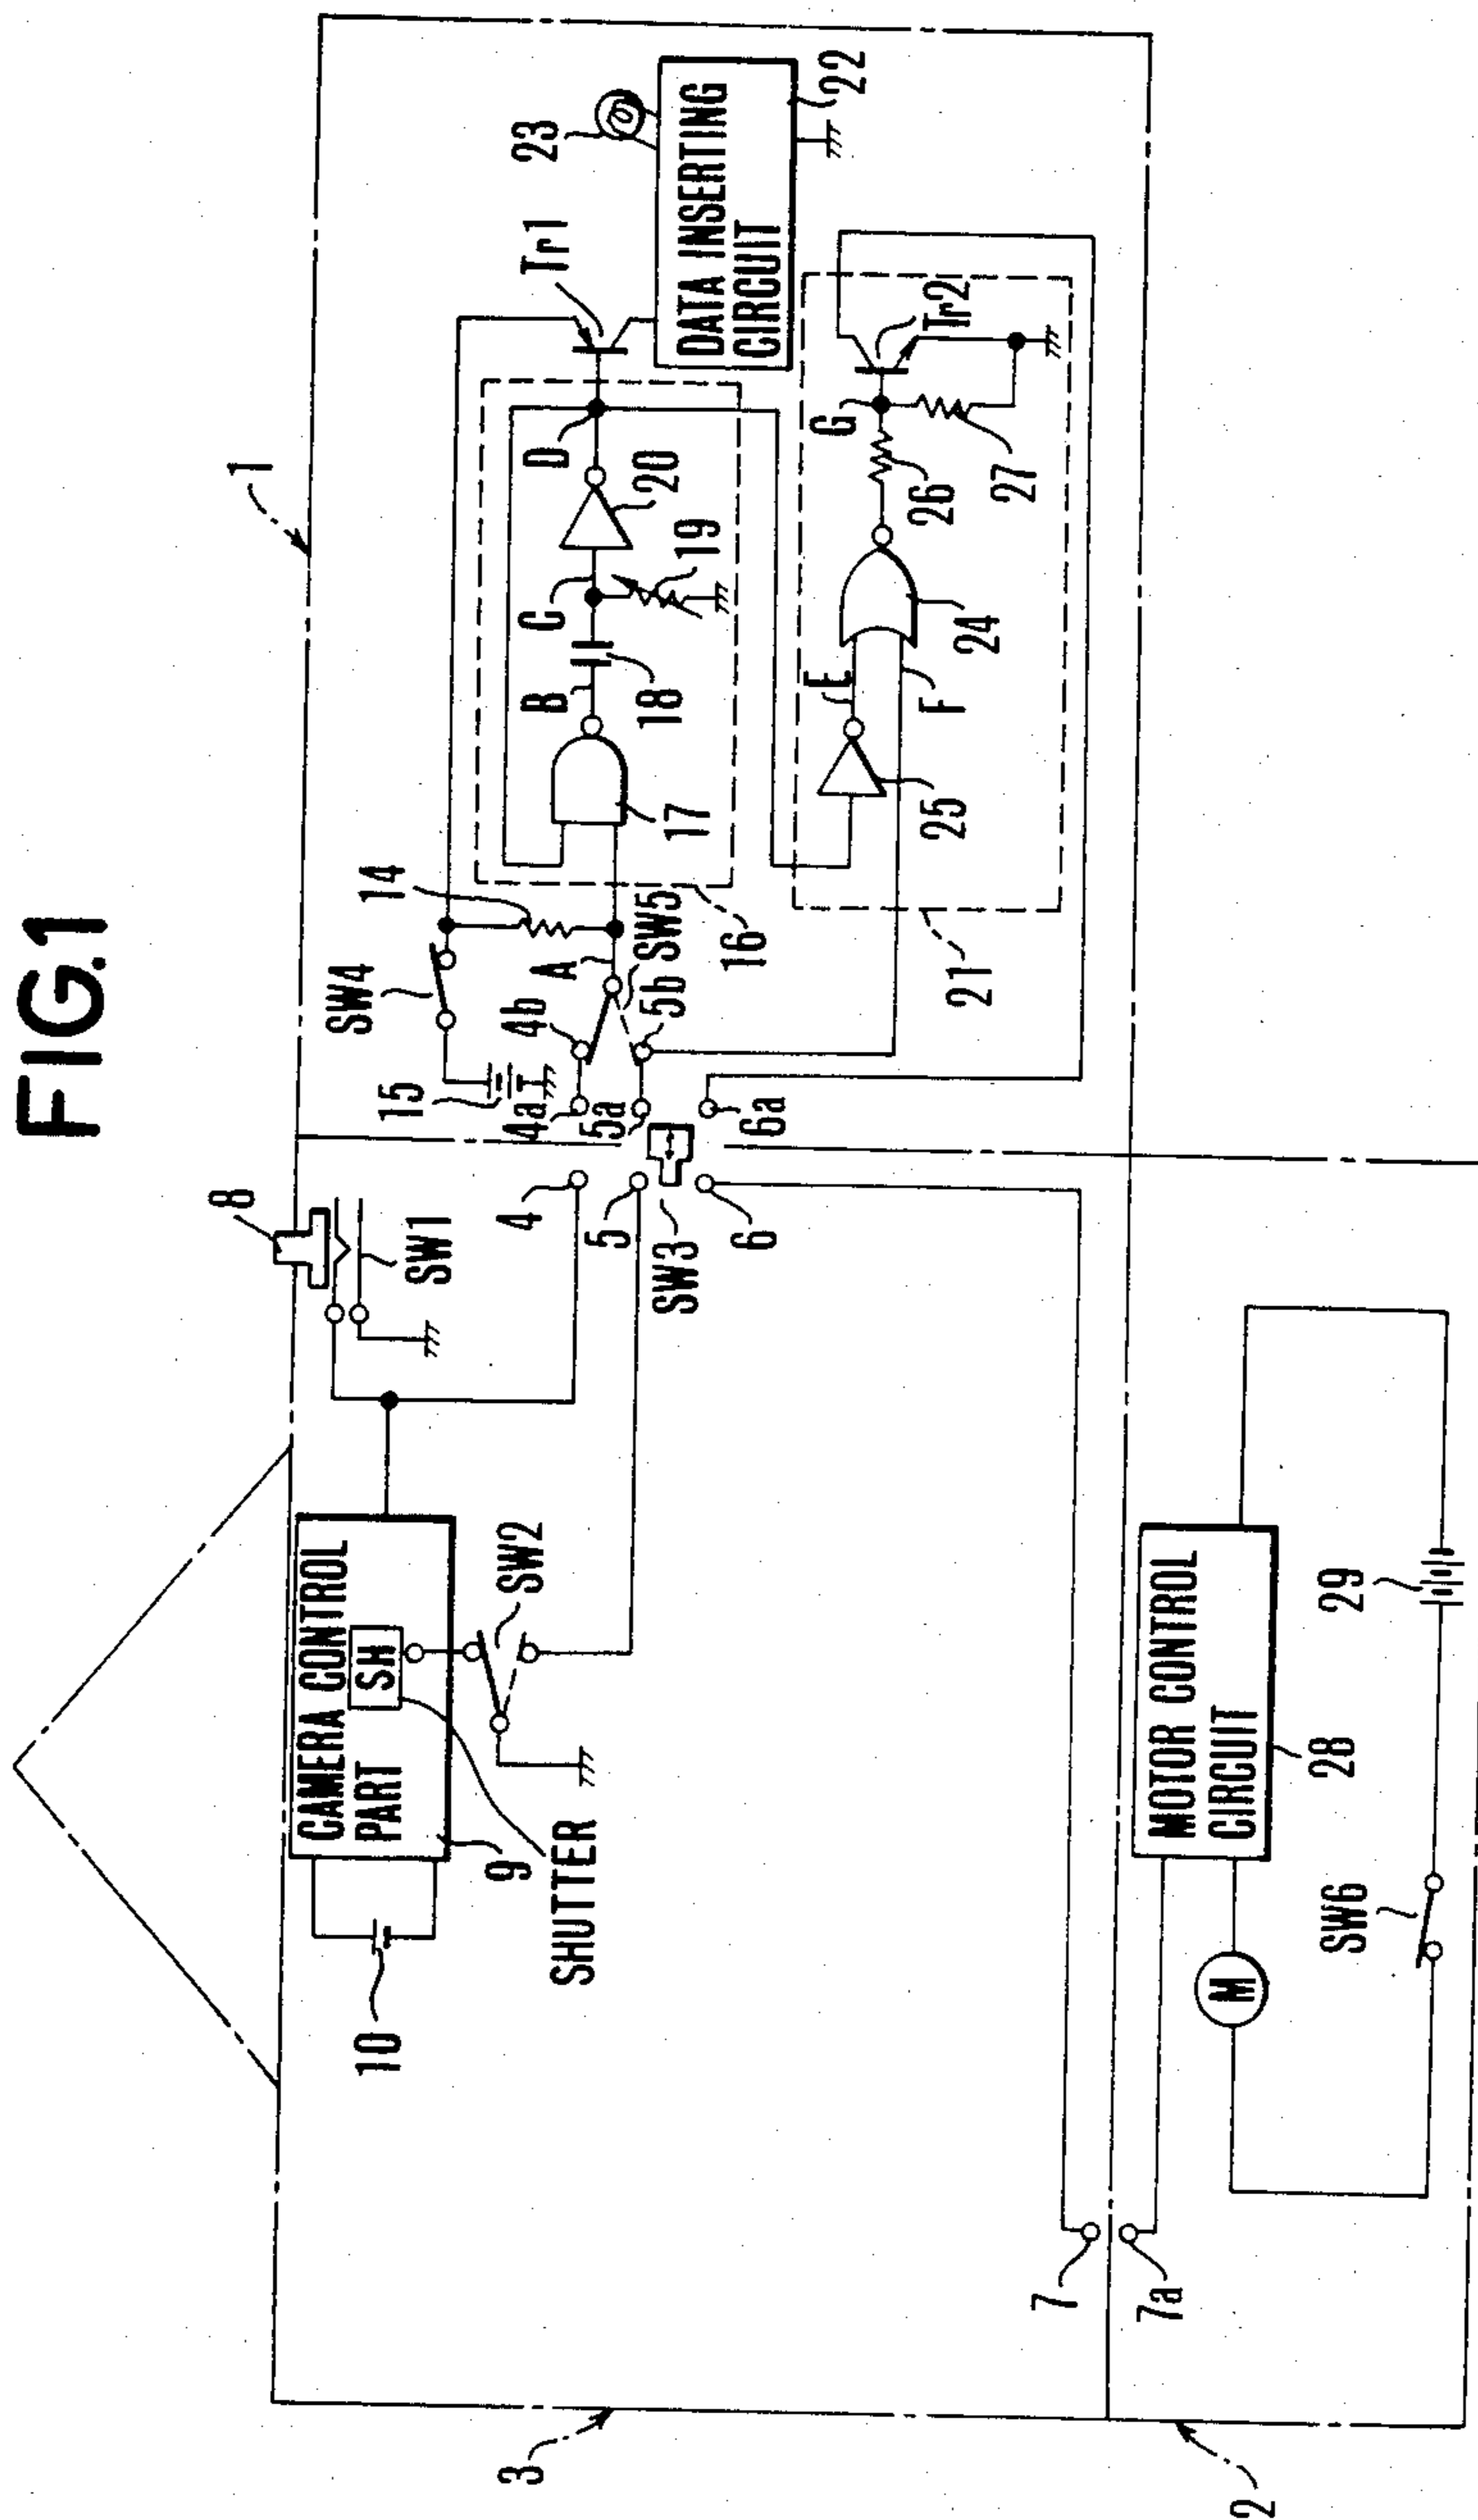 FIG.1
1
23
Tr1
DATA INSERTING
CIRCUIT
22
D
20
C
19
B
18
17
14
SW4
A
SW5
16
4b
5b
15
4a
5a
6a
G
Tr2
26
27
E
F
24
25
21
8
SW1
4
5
SW3
6
CAMERA CONTROL
PART
SH
SW2
9
SHUTTER
10
MOTOR CONTROL
CIRCUIT
28
29
SW6
M
7
7a
3
2